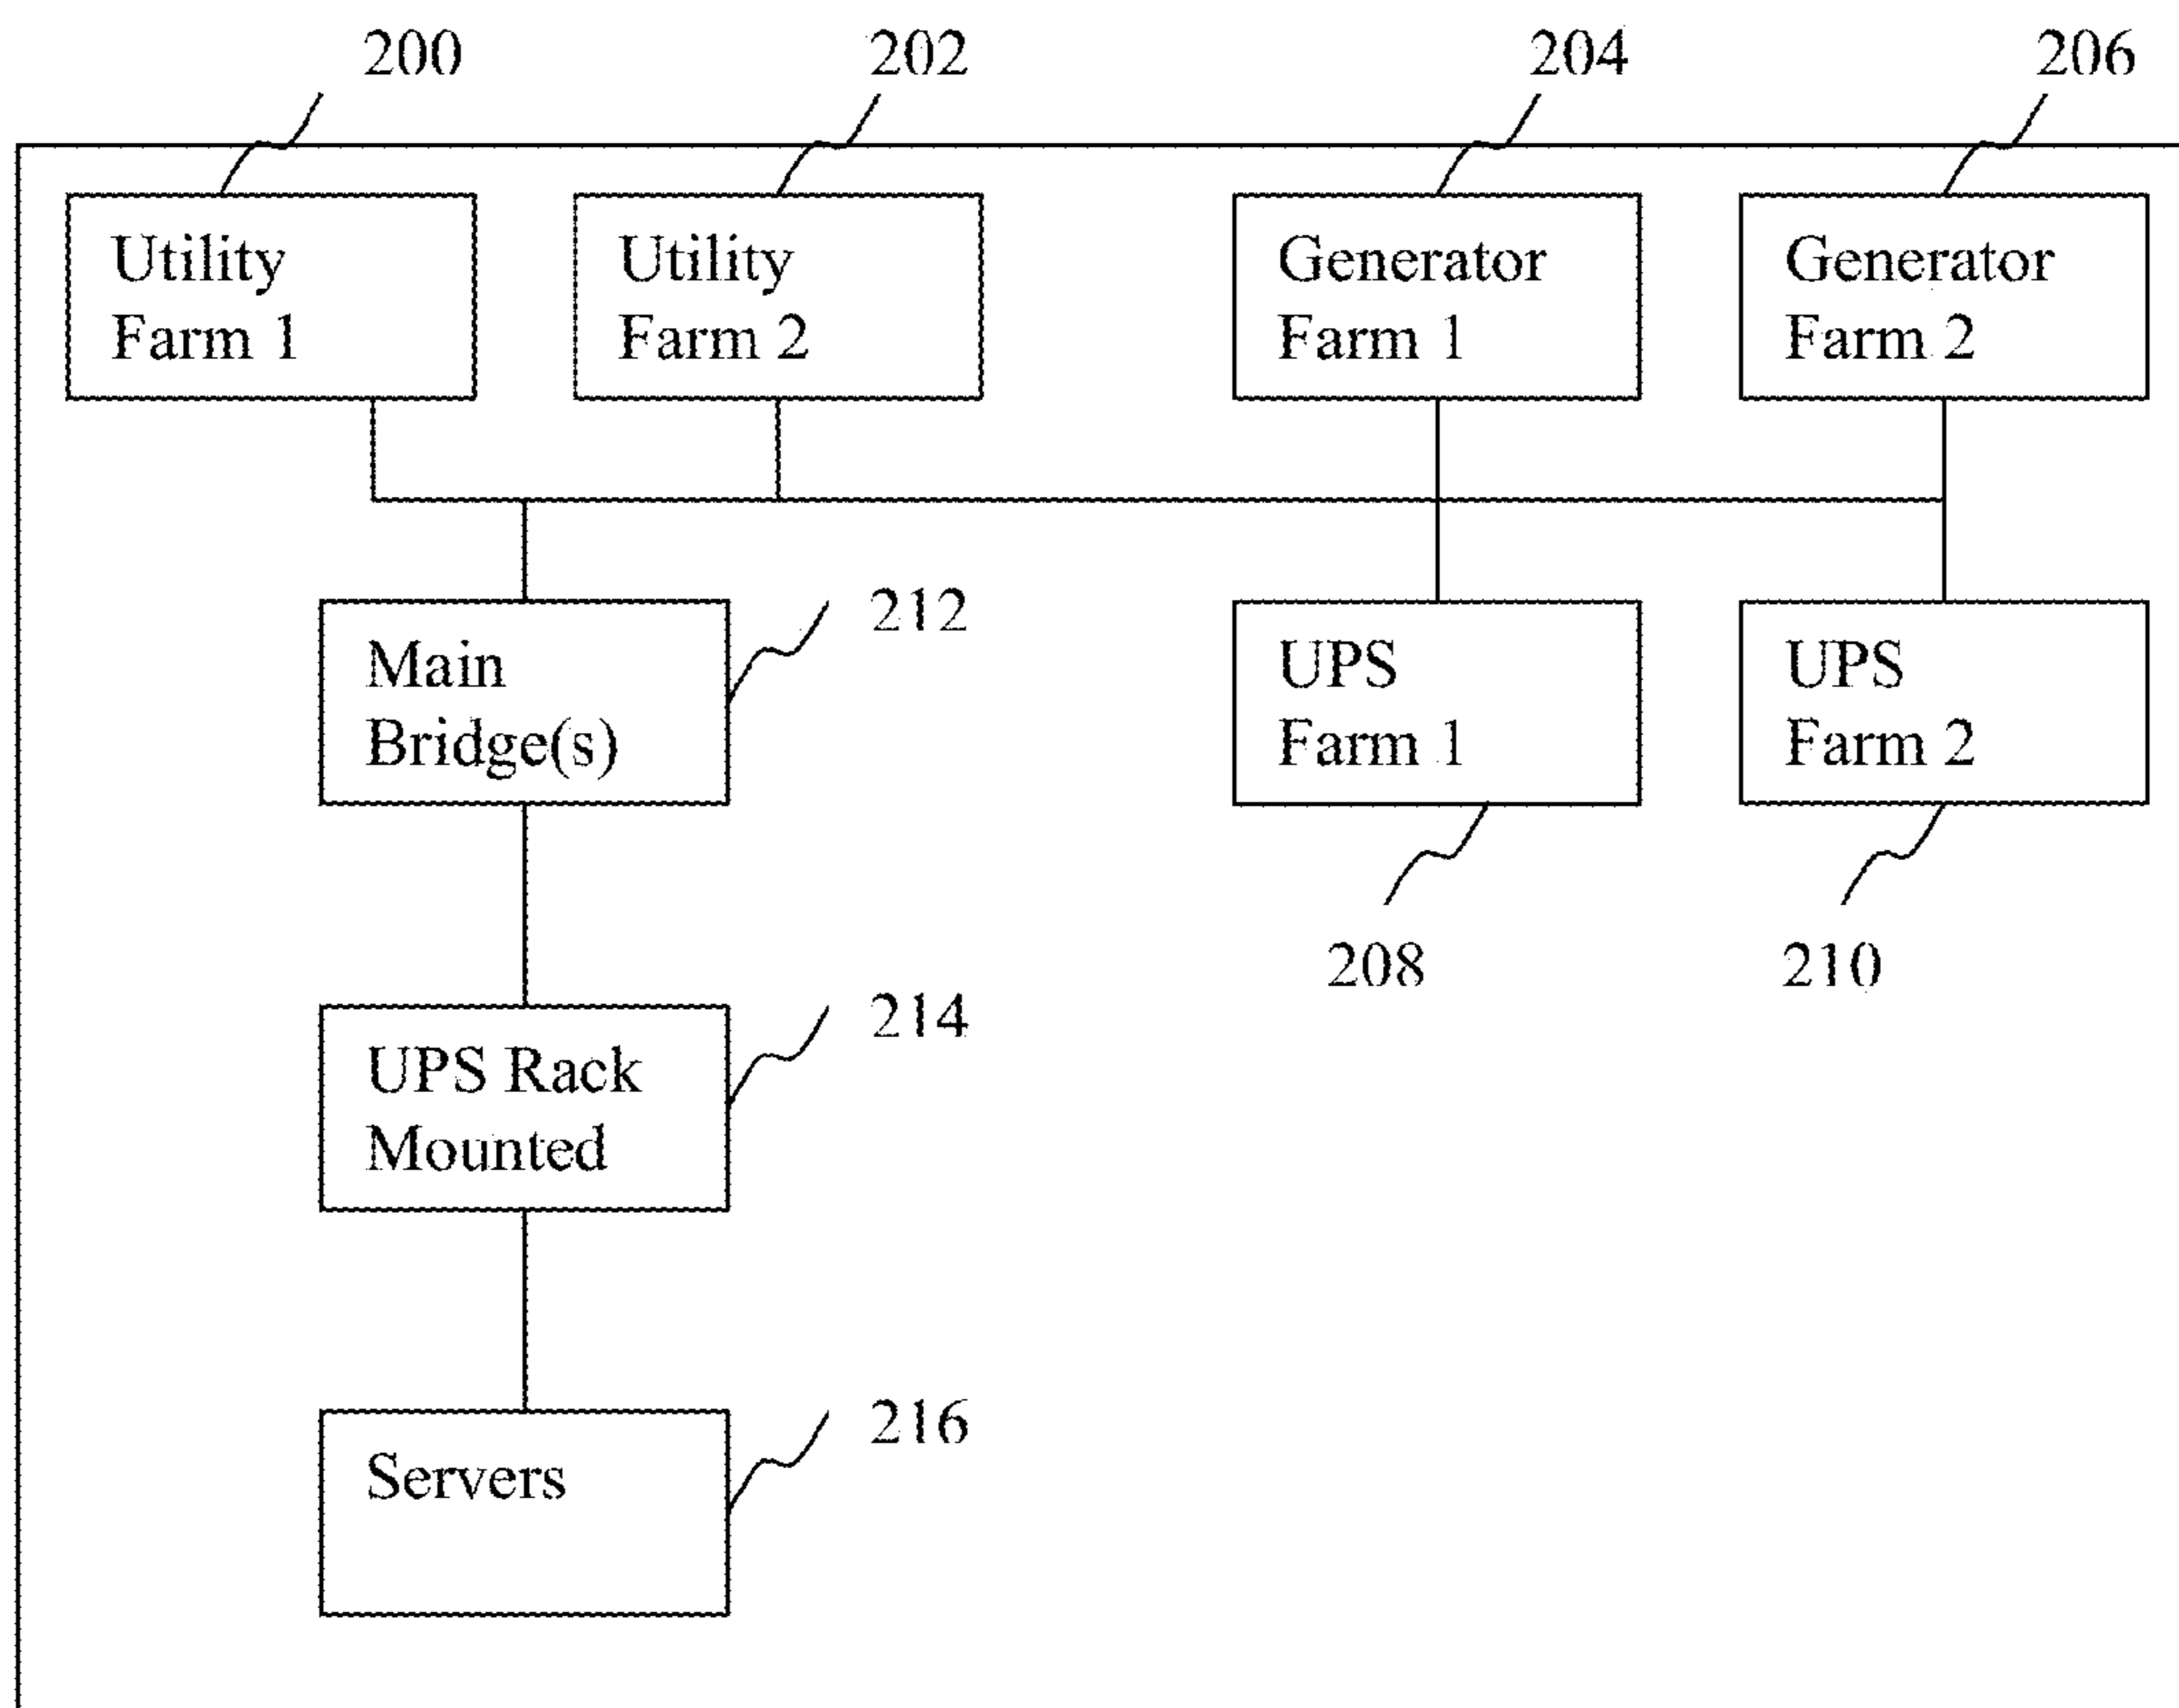 200
202
204
206
Utility
Farm 1
Utility
Farm 2
Generator
Farm 1
Generator
Farm 2
Main
Bridge(s)
212
UPS
Farm 1
UPS
Farm 2
208
210
UPS Rack
Mounted
214
Servers
216